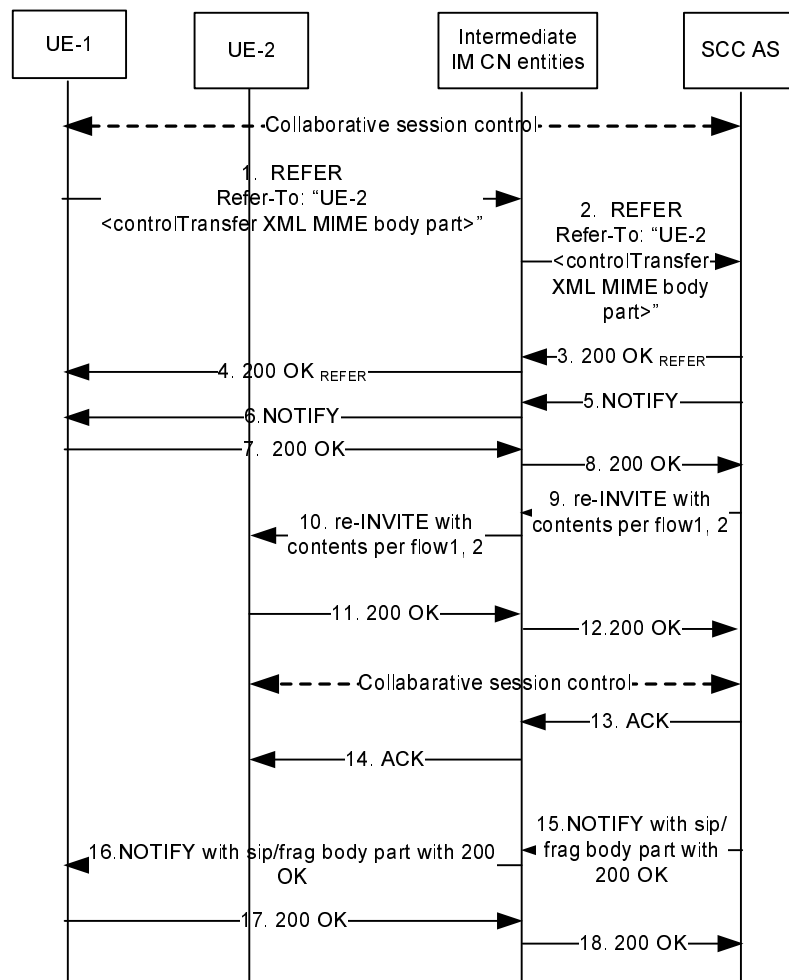 UE-1
UE-2
Intermediate
IM CN entities
SCC AS
Collaborative session control
1. REFER
Refer-To: “UE-2
<controlTransfer XML MIME body part>”
2. REFER
Refer-To: “UE-2
<controlTransfer
XML MIME body
part>”
3. 200 OK REFER
4. 200 OK REFER
5.NOTIFY
6.NOTIFY
7. 200 OK
8. 200 OK
9. re-INVITE with
contents per flow1, 2
10. re-INVITE with
contents per flow1, 2
11. 200 OK
12.200 OK
Collabarative session control
13. ACK
14. ACK
15.NOTIFY with sip/
frag body part with
200 OK
16.NOTIFY with sip/frag body part with 200
OK
17. 200 OK
18. 200 OK